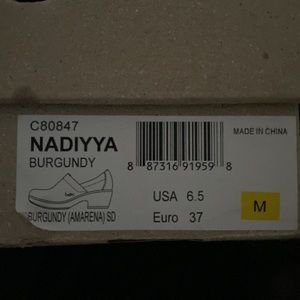 C80847
NADIYYA
BURGUNDY
MADE IN CHINA
8 87316 91959 8
USA 6.5
M
Euro 37
BURGUNDY (AMARENA) SD